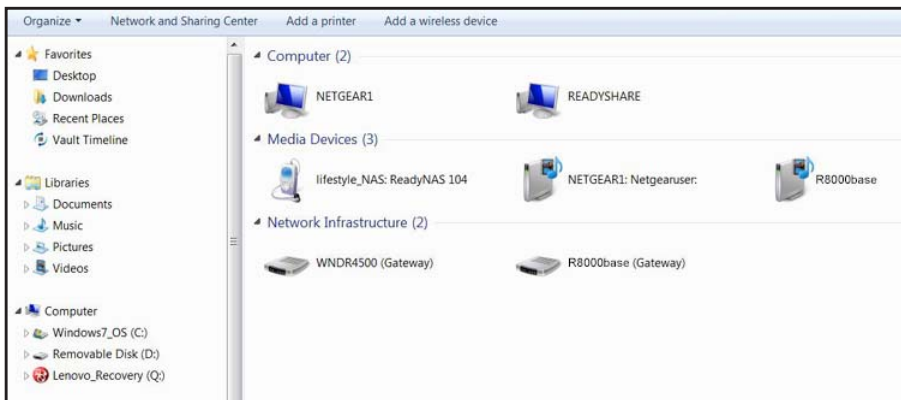 Organize Network and Sharing Center Add a printer Add a wireless device
Favorites
Desktop
Downloads
Recent Places
Vault Timeline
Libraries
Documents
Music
Pictures
Videos
Computer
Windows7_OS (C:)
Removable Disk (D:)
Lenovo_Recovery (Q:)
Computer (2)
NETGEAR1 READYSHARE
Media Devices (3)
lifestyle_NAS: ReadyNAS 104 NETGEAR1: Netgearuser: R8000base
Network Infrastructure (2)
WNDR4500 (Gateway) R8000base (Gateway)